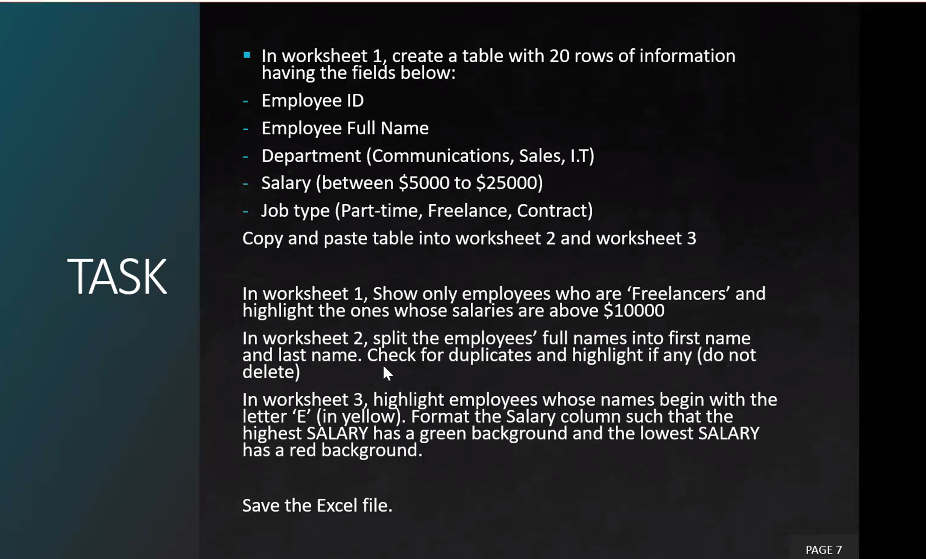 TASK
▪ In worksheet 1, create a table with 20 rows of information
having the fields below:
- Employee ID
- Employee Full Name
- Department (Communications, Sales, I.T)
- Salary (between $5000 to $25000)
- Job type (Part-time, Freelance, Contract)
Copy and paste table into worksheet 2 and worksheet 3
In worksheet 1, Show only employees who are ‘Freelancers’ and
highlight the ones whose salaries are above $10000
In worksheet 2, split the employees’ full names into first name
and last name. Check for duplicates and highlight if any (do not
delete)
In worksheet 3, highlight employees whose names begin with the
letter ‘E’ (in yellow). Format the Salary column such that the
highest SALARY has a green background and the lowest SALARY
has a red background.
Save the Excel file.
PAGE 7